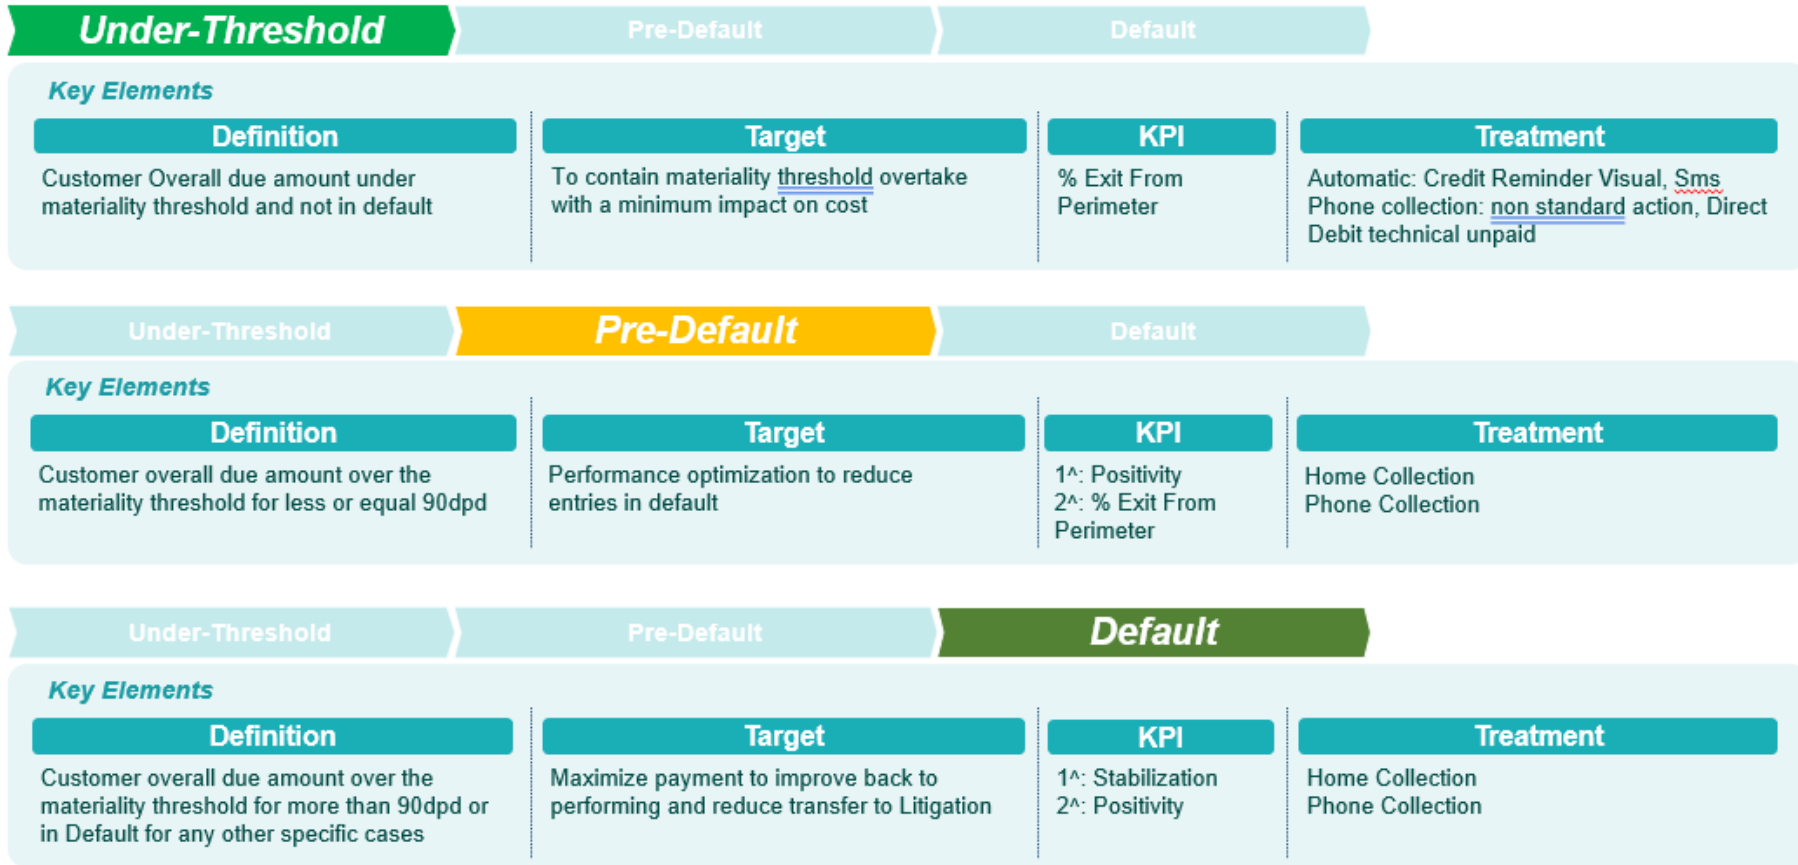 Under-Threshold Pre-Default Default
Key Elements
Definition Target KPI Treatment
Customer Overall due amount under
materiality threshold and not in default
To contain materiality threshold overtake
with a minimum impact on cost
% Exit From
Perimeter
Automatic: Credit Reminder Visual, Sms
Phone collection: non standard action, Direct
Debit technical unpaid
Under-Threshold Pre-Default Default
Key Elements
Definition Target KPI Treatment
Customer overall due amount over the
materiality threshold for less or equal 90dpd
Performance optimization to reduce
entries in default
1^: Positivity
2^: % Exit From
Perimeter
Home Collection
Phone Collection
Under-Threshold Pre-Default Default
Key Elements
Definition Target KPI Treatment
Customer overall due amount over the
materiality threshold for more than 90dpd or
in Default for any other specific cases
Maximize payment to improve back to
performing and reduce transfer to Litigation
1^: Stabilization
2^: Positivity
Home Collection
Phone Collection